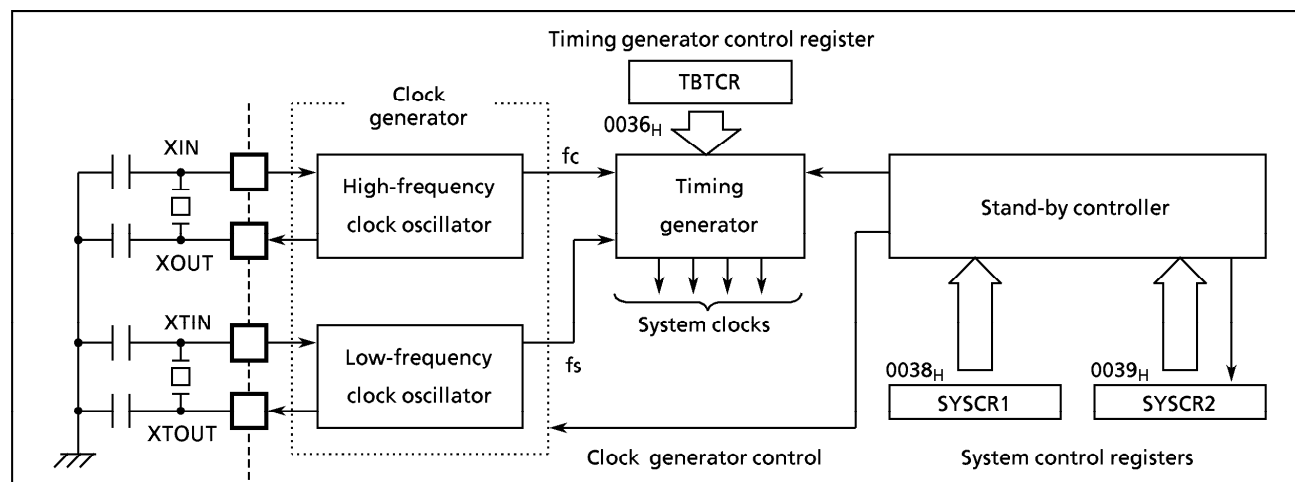 Timing generator control register
TBTCR
Clock
generator
0036H
XIN
fc
High-frequency
clock oscillator
Timing
generator
Stand-by controller
XOUT
System clocks
XTIN
Low-frequency
clock oscillator
fs
0038H
0039H
SYSCR1
SYSCR2
XTOUT
Clock generator control
System control registers